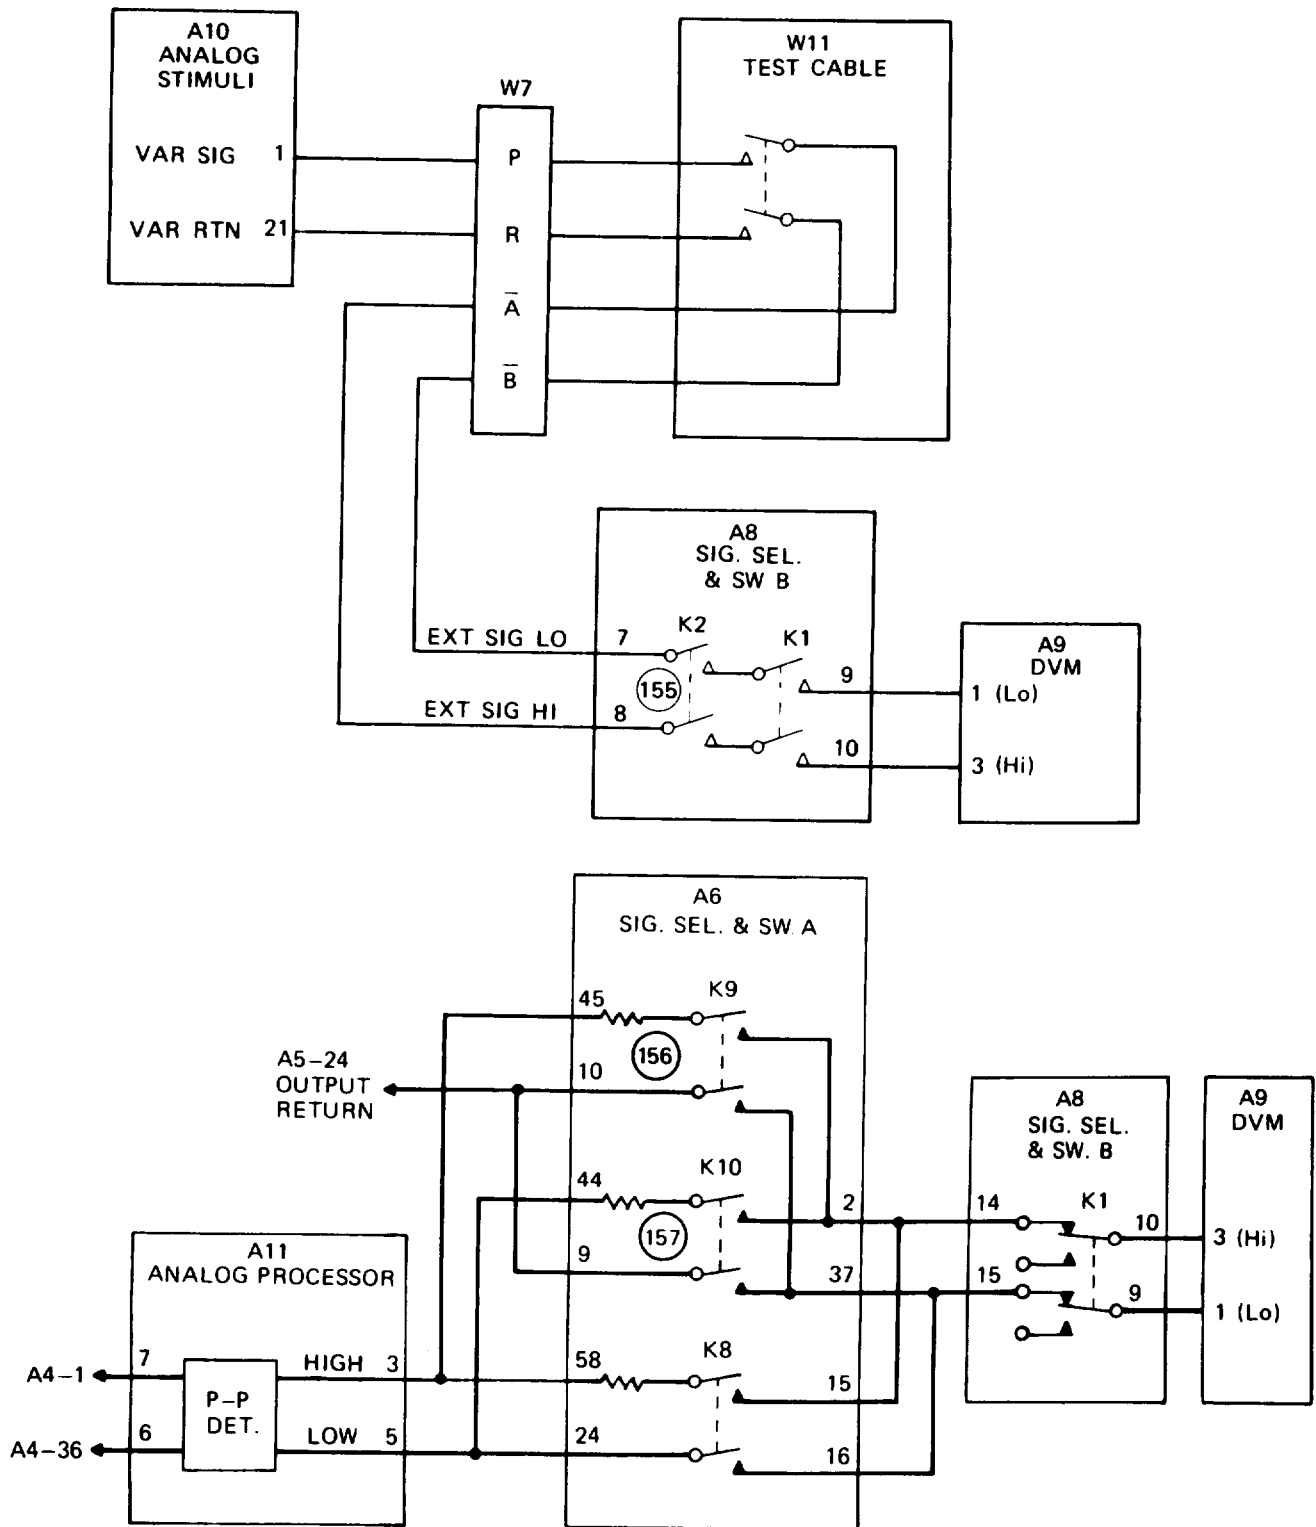 A10
ANALOG
STIMULI
VAR SIG 1
VAR RTN 21
W7
P
R
A̅
B̅
W11
TEST CABLE
A8
SIG. SEL.
& SW B
EXT SIG LO 7
K2
K1
155
9
EXT SIG HI 8
10
A9
DVM
1 (Lo)
3 (Hi)
A6
SIG. SEL. & SW. A
45
K9
156
A5-24
OUTPUT
RETURN
10
44
K10
157
2
9
37
58
K8
15
24
16
A8
SIG. SEL.
& SW. B
14
K1
10
15
9
A9
DVM
3 (Hi)
1 (Lo)
A11
ANALOG PROCESSOR
A4-1
7
HIGH 3
P-P
DET.
A4-36
6
LOW 5